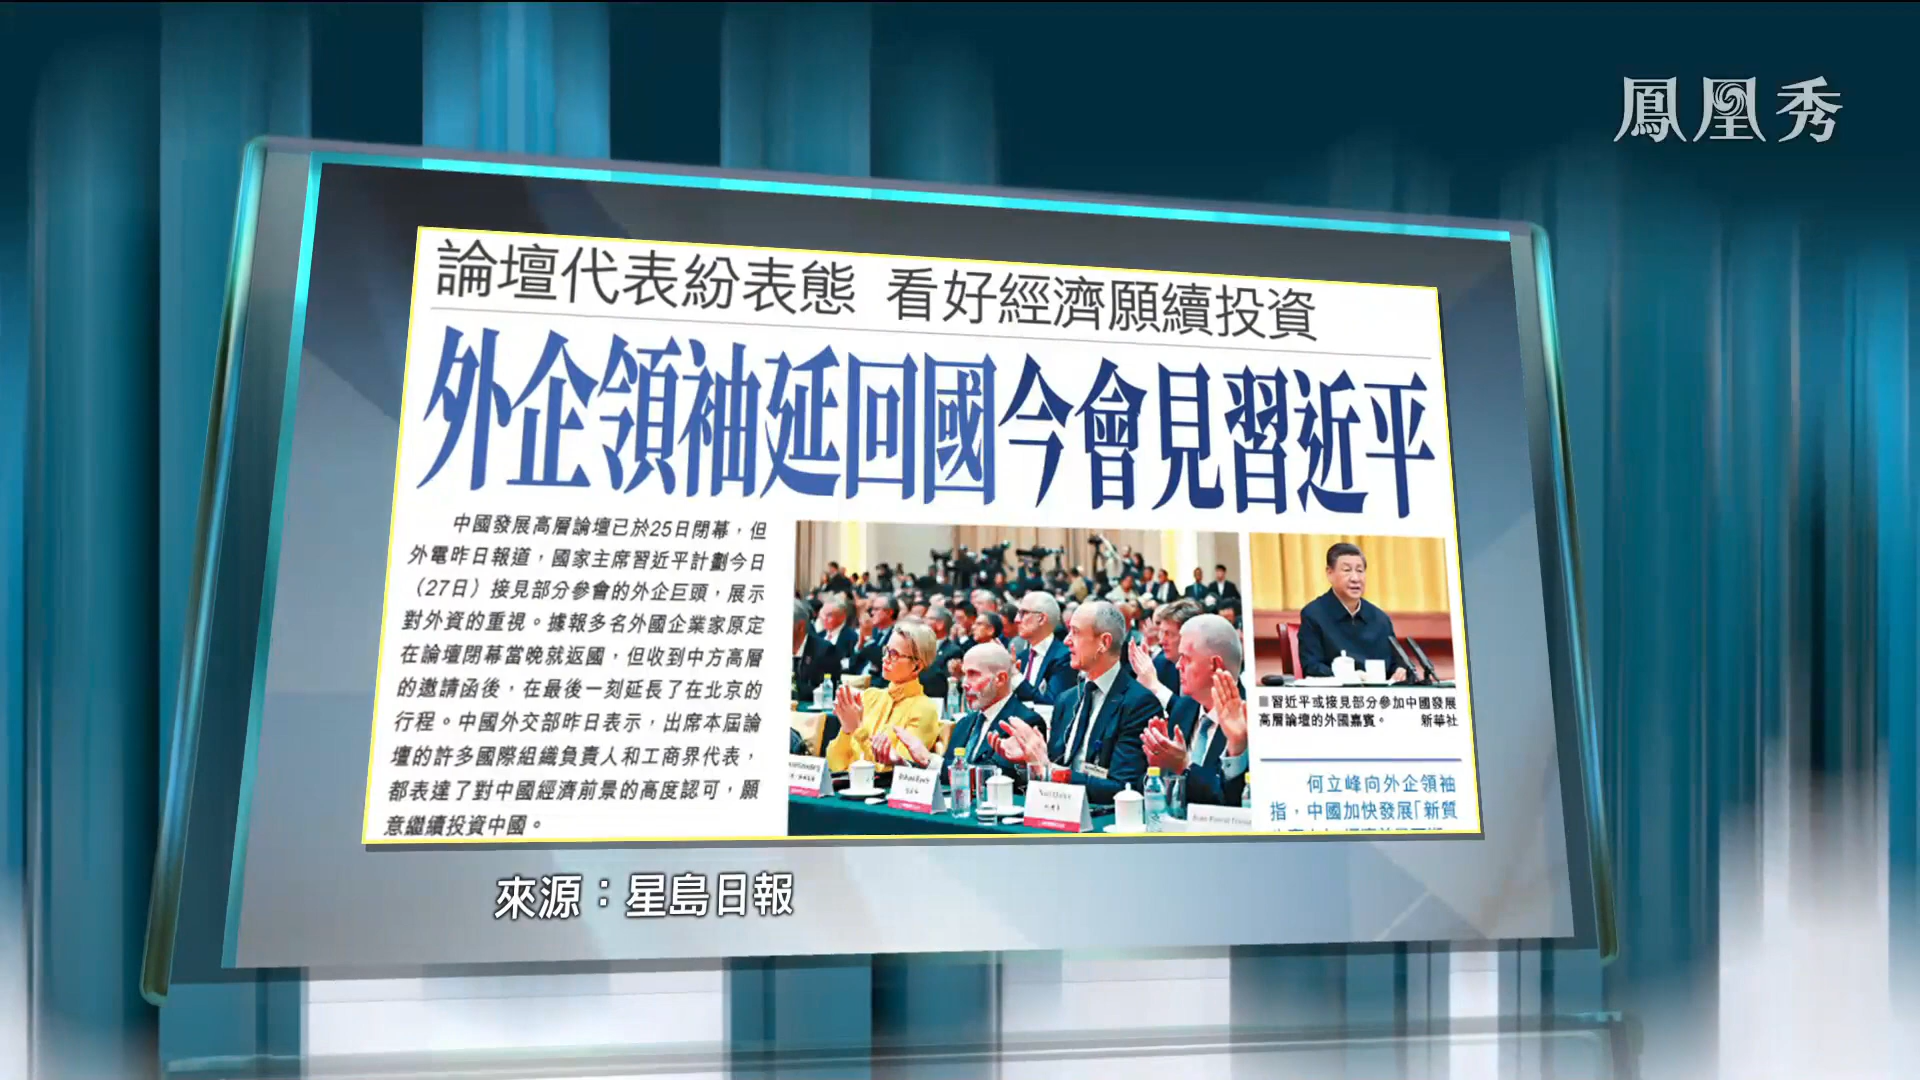 鳳凰秀
論壇代表紛表態 看好經濟願續投資
外企領袖延回國今會見習近平
中國發展高層論壇已於25日閉幕，但
外電昨日報道，國家主席習近平計劃今日
（27日）接見部分參會的外企巨頭，展示
對外資的重視。據報多名外國企業家原定
在論壇閉幕當晚就返國，但收到中方高層
的邀請函後，在最後一刻延長了在北京的
行程。中國外交部昨日表示，出席本屆論
壇的許多國際組織負責人和工商界代表，
都表達了對中國經濟前景的高度認可，願
意繼續投資中國。
■習近平或接見部分參加中國發展
高層論壇的外國嘉賓。 新華社
何立峰向外企領袖
指，中國加快發展「新質
來源：星島日報